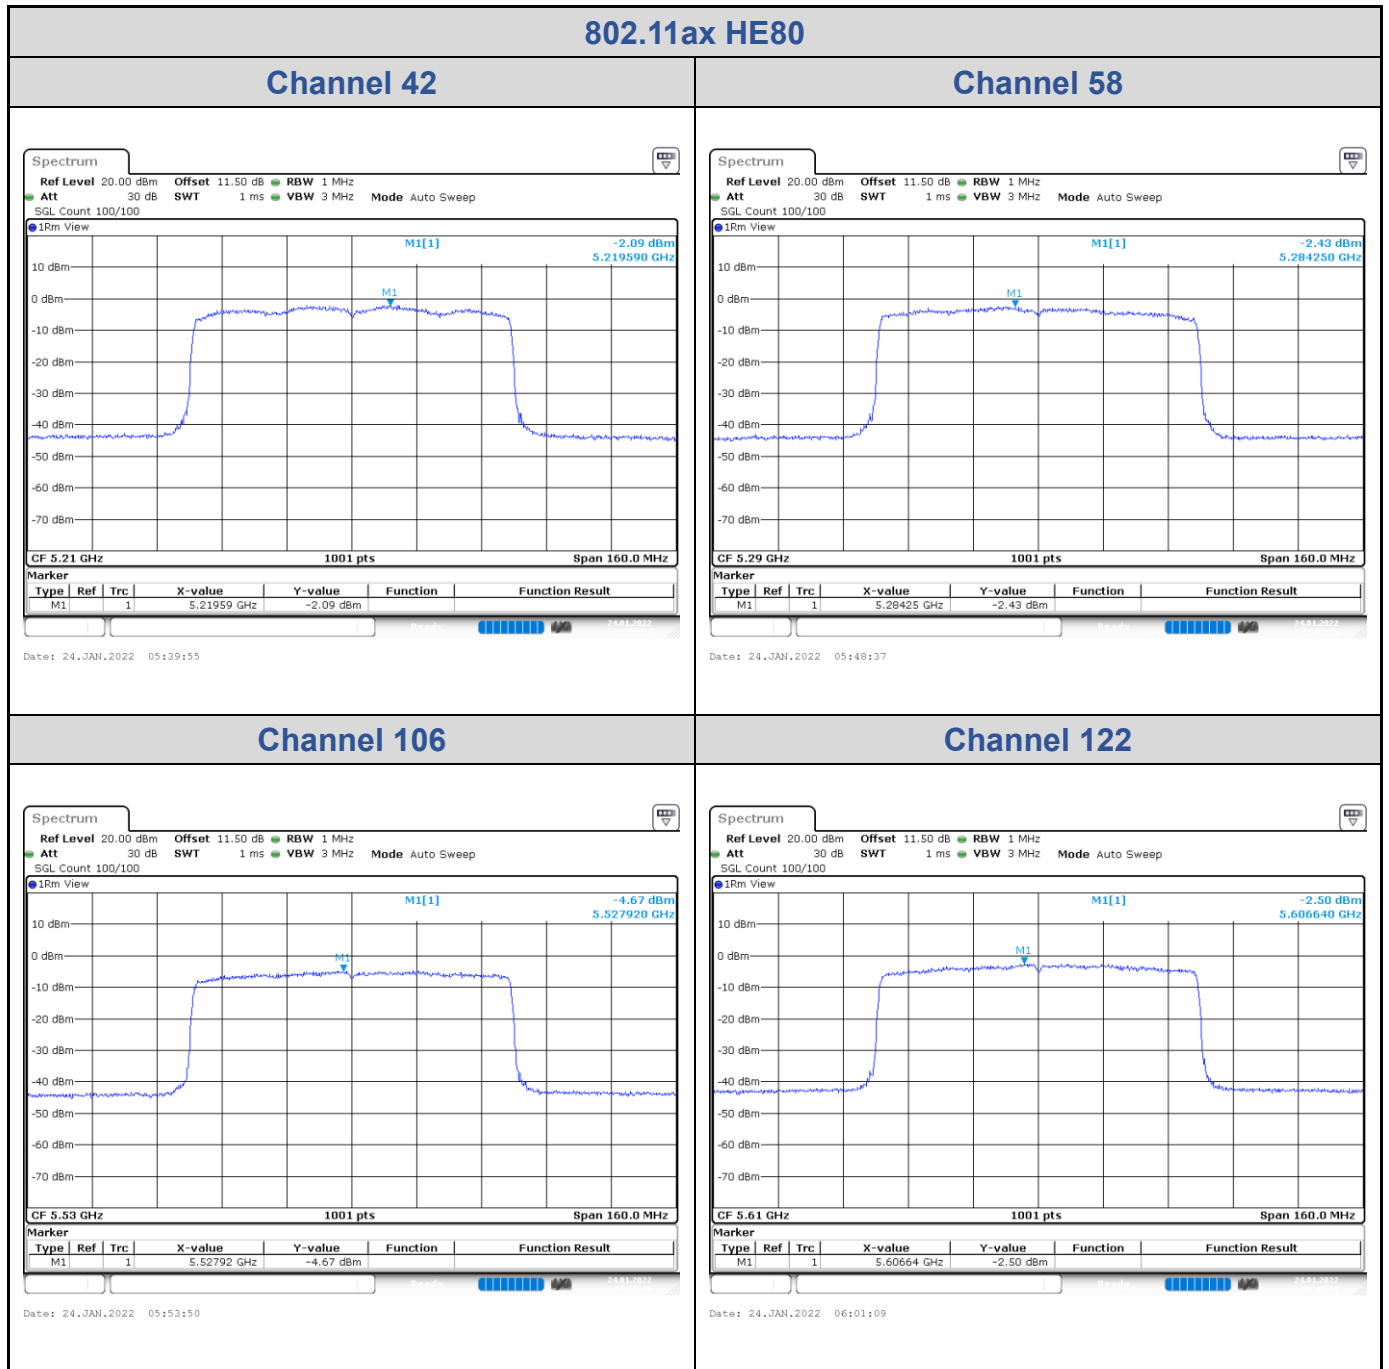 802.11ax HE80
Channel 42
Spectrum
Ref Level 20.00 dBm Offset 11.50 dB RBW 1 MHz
Att 30 dB SWT 1 ms VBW 3 MHz Mode Auto Sweep
SGL Count 100/100
1Rm View
M1[1] -2.09 dBm
5.219590 GHz
10 dBm
M1
0 dBm
-10 dBm
-20 dBm
-30 dBm
-40 dBm
-50 dBm
-60 dBm
-70 dBm
CF 5.21 GHz 1001 pts Span 160.0 MHz
Marker
Type Ref Trc X-value Y-value Function Function Result
M1 1 5.21959 GHz -2.09 dBm
Ready 24.01.2022
Date: 24.JAN.2022 05:39:55
Channel 58
Spectrum
Ref Level 20.00 dBm Offset 11.50 dB RBW 1 MHz
Att 30 dB SWT 1 ms VBW 3 MHz Mode Auto Sweep
SGL Count 100/100
1Rm View
M1[1] -2.43 dBm
5.284250 GHz
10 dBm
M1
0 dBm
-10 dBm
-20 dBm
-30 dBm
-40 dBm
-50 dBm
-60 dBm
-70 dBm
CF 5.29 GHz 1001 pts Span 160.0 MHz
Marker
Type Ref Trc X-value Y-value Function Function Result
M1 1 5.28425 GHz -2.43 dBm
Ready 24.01.2022
Date: 24.JAN.2022 05:48:37
Channel 106
Spectrum
Ref Level 20.00 dBm Offset 11.50 dB RBW 1 MHz
Att 30 dB SWT 1 ms VBW 3 MHz Mode Auto Sweep
SGL Count 100/100
1Rm View
M1[1] -4.67 dBm
5.527920 GHz
10 dBm
0 dBm
M1
-10 dBm
-20 dBm
-30 dBm
-40 dBm
-50 dBm
-60 dBm
-70 dBm
CF 5.53 GHz 1001 pts Span 160.0 MHz
Marker
Type Ref Trc X-value Y-value Function Function Result
M1 1 5.52792 GHz -4.67 dBm
Ready 24.01.2022
Date: 24.JAN.2022 05:53:50
Channel 122
Spectrum
Ref Level 20.00 dBm Offset 11.50 dB RBW 1 MHz
Att 30 dB SWT 1 ms VBW 3 MHz Mode Auto Sweep
SGL Count 100/100
1Rm View
M1[1] -2.50 dBm
5.606640 GHz
10 dBm
M1
0 dBm
-10 dBm
-20 dBm
-30 dBm
-40 dBm
-50 dBm
-60 dBm
-70 dBm
CF 5.61 GHz 1001 pts Span 160.0 MHz
Marker
Type Ref Trc X-value Y-value Function Function Result
M1 1 5.60664 GHz -2.50 dBm
Ready 24.01.2022
Date: 24.JAN.2022 06:01:09